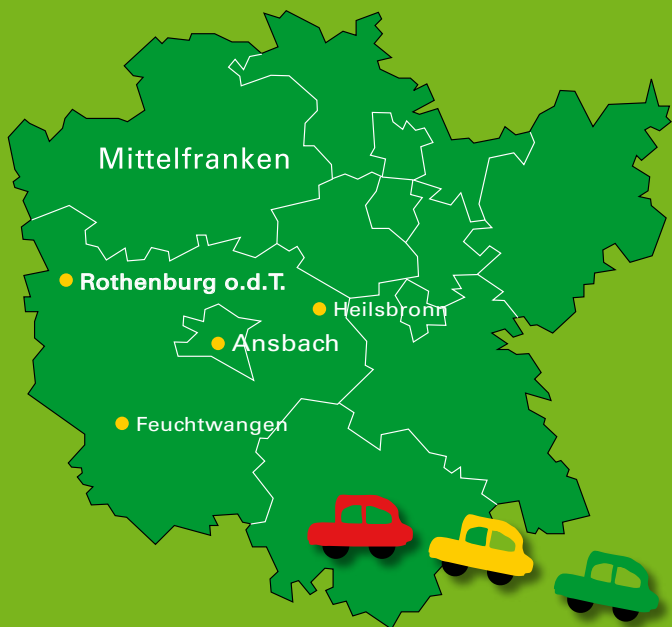 Mittelfranken
Rothenburg o.d.T.
Heilsbronn
Ansbach
Feuchtwangen